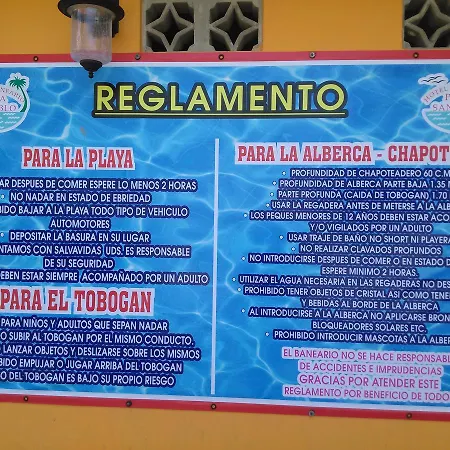 REGLAMENTO
PARA LA PLAYA
DESPUES DE COMER ESPERE LO MENOS 2 HORAS
• NO NADAR EN ESTADO DE EBRIEDAD
BAJAR A LA PLAYA TODO TIPO DE VEHICULO
AUTOMOTORES
• DEPOSITAR LA BASURA EN SU LUGAR
CON SALVAVIDAS UDS. ES RESPONSABLE
DE SU SEGURIDAD
ESTAR SIEMPRE ACOMPAÑADO POR UN ADULTO
PARA EL TOBOGAN
PARA NIÑOS Y ADULTOS QUE SEPAN NADAR
SUBIR AL TOBOGAN POR EL MISMO CONDUCTO.
LANZAR OBJETOS Y DESLIZARSE SOBRE LOS MISMOS
EMPUJAR O JUGAR ARRIBA DEL TOBOGAN
DEL TOBOGAN ES BAJO SU PROPIO RIESGO
PARA LA ALBERCA - CHAPOT
• PROFUNDIDAD DE CHAPOTEADERO 60 C.M
• PROFUNDIDAD DE ALBERCA PARTE BAJA 1.35
PARTE PROFUNDA (CAIDA DE TOBOGAN) 1.70
• USAR LA REGADERA ANTES DE METERSE A LA ALB
• LOS PEQUES MENORES DE 12 AÑOS DEBEN ESTAR
Y/O VIGILADOS POR UN ADULTO
• USAR TRAJE DE BAÑO NO SHORT NI PLAYERA
• NO REALIZAR CLAVADOS PROFUNDOS
• NO INTRODUCIRSE DESPUES DE COMER O EN ESTADO D
ESPERE MINIMO 2 HORAS.
• UTILIZAR EL AGUA NECESARIA EN LAS REGADERAS NO DES
• PROHIBIDO TENER OBJETOS DE CRISTAL ASI COMO TENE
Y BEBIDAS AL BORDE DE LA ALBERCA
• AL INTRODUCIRSE A LA ALBERCA NO APLICARSE BRON
BLOQUEADORES SOLARES ETC.
• PROHIBIDO INTRODUCIR MASCOTAS A LA ALBER
EL BANEARIO NO SE HACE RESPONSAB
DE ACCIDENTES E IMPRUDENCIAS
GRACIAS POR ATENDER ESTE
REGLAMENTO POR BENEFICIO DE TODO